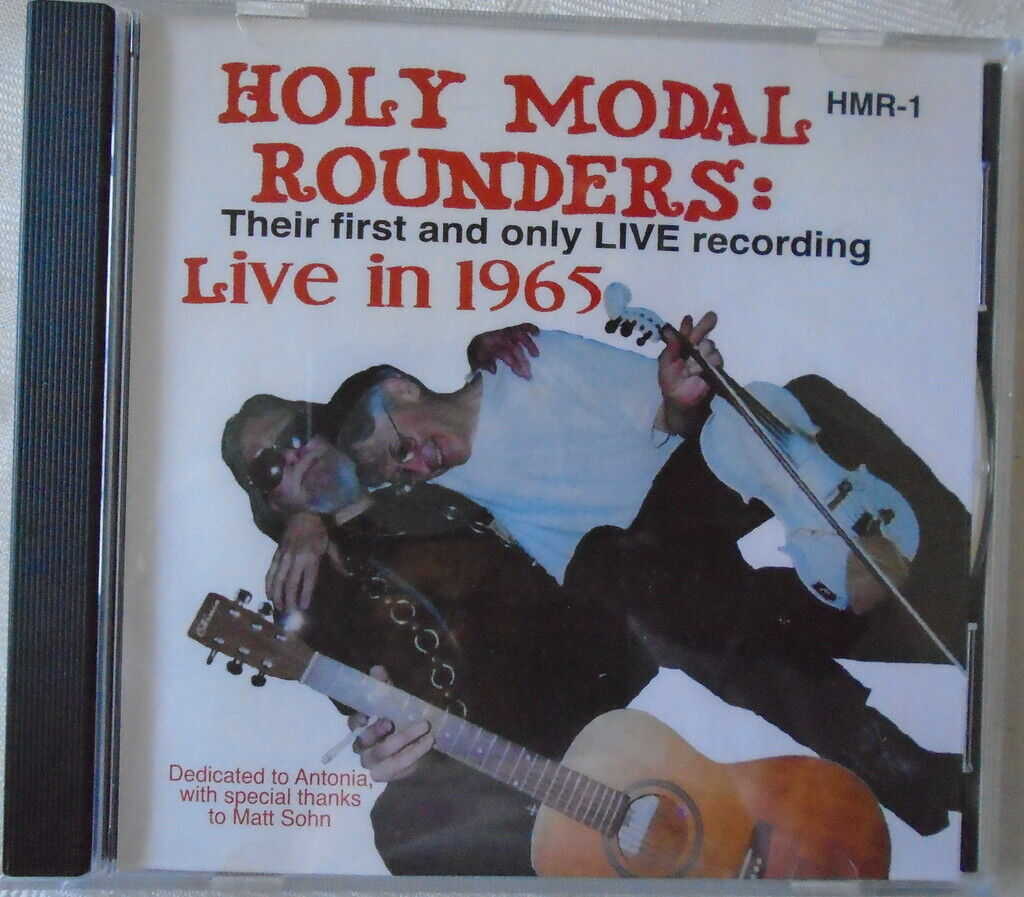 HOLY MODAL
HMR-1
ROUNDERS:
Their first and only LIVE recording
Live in 1965
Dedicated to Antonia,
with special thanks
to Matt Sohn